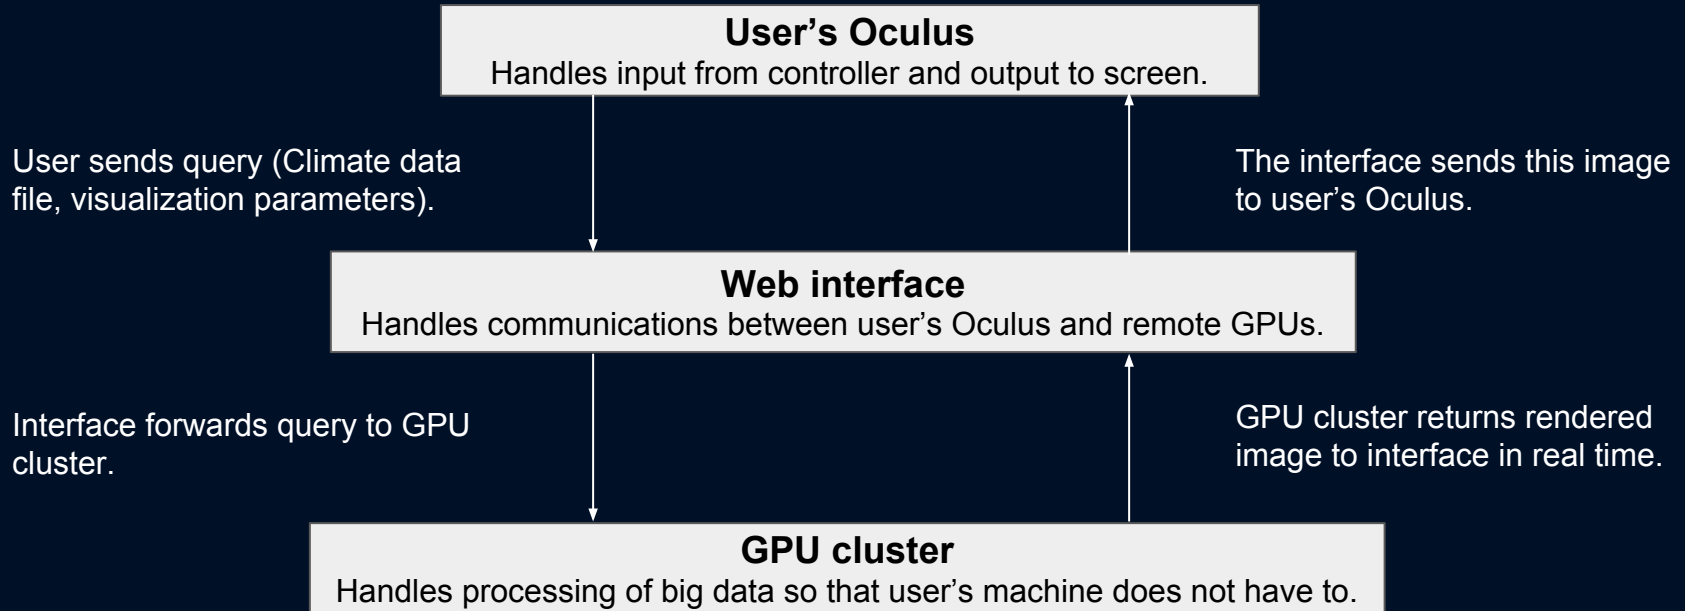 User’s Oculus
Handles input from controller and output to screen.
User sends query (Climate data
file, visualization parameters).
The interface sends this image
to user’s Oculus.
Web interface
Handles communications between user’s Oculus and remote GPUs.
Interface forwards query to GPU
cluster.
GPU cluster returns rendered
image to interface in real time.
GPU cluster
Handles processing of big data so that user’s machine does not have to.